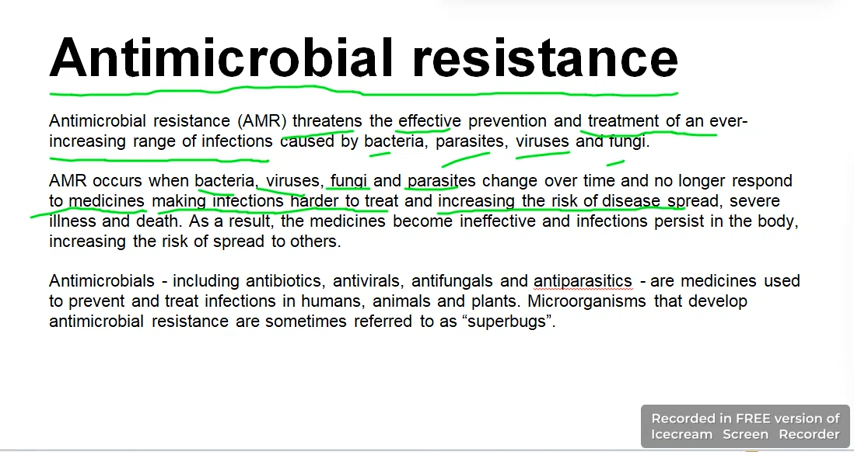 Antimicrobial resistance
Antimicrobial resistance (AMR) threatens the effective prevention and treatment of an ever-
increasing range of infections caused by bacteria, parasites, viruses and fungi.
AMR occurs when bacteria, viruses, fungi and parasites change over time and no longer respond
to medicines making infections harder to treat and increasing the risk of disease spread, severe
illness and death. As a result, the medicines become ineffective and infections persist in the body,
increasing the risk of spread to others.
Antimicrobials - including antibiotics, antivirals, antifungals and antiparasitics - are medicines used
to prevent and treat infections in humans, animals and plants. Microorganisms that develop
antimicrobial resistance are sometimes referred to as “superbugs”.
Recorded in FREE version of
Icecream Screen Recorder